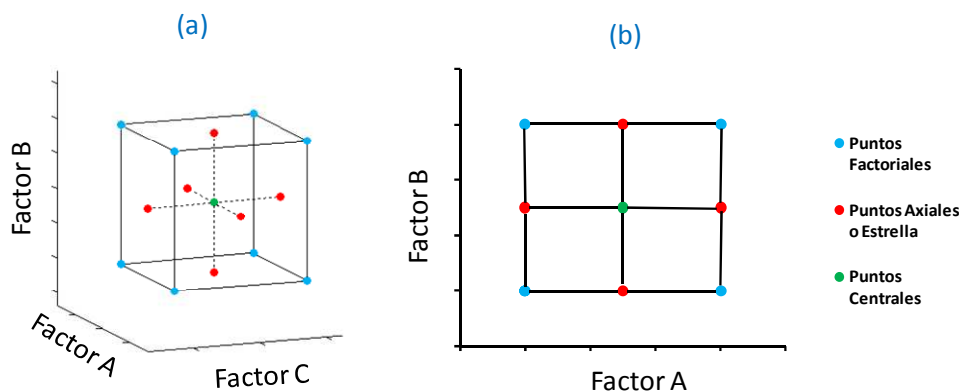 (a)
Factor B
Factor A
Factor C
(b)
Factor B
Factor A
Puntos
Factoriales
Puntos Axiales
o Estrella
Puntos
Centrales